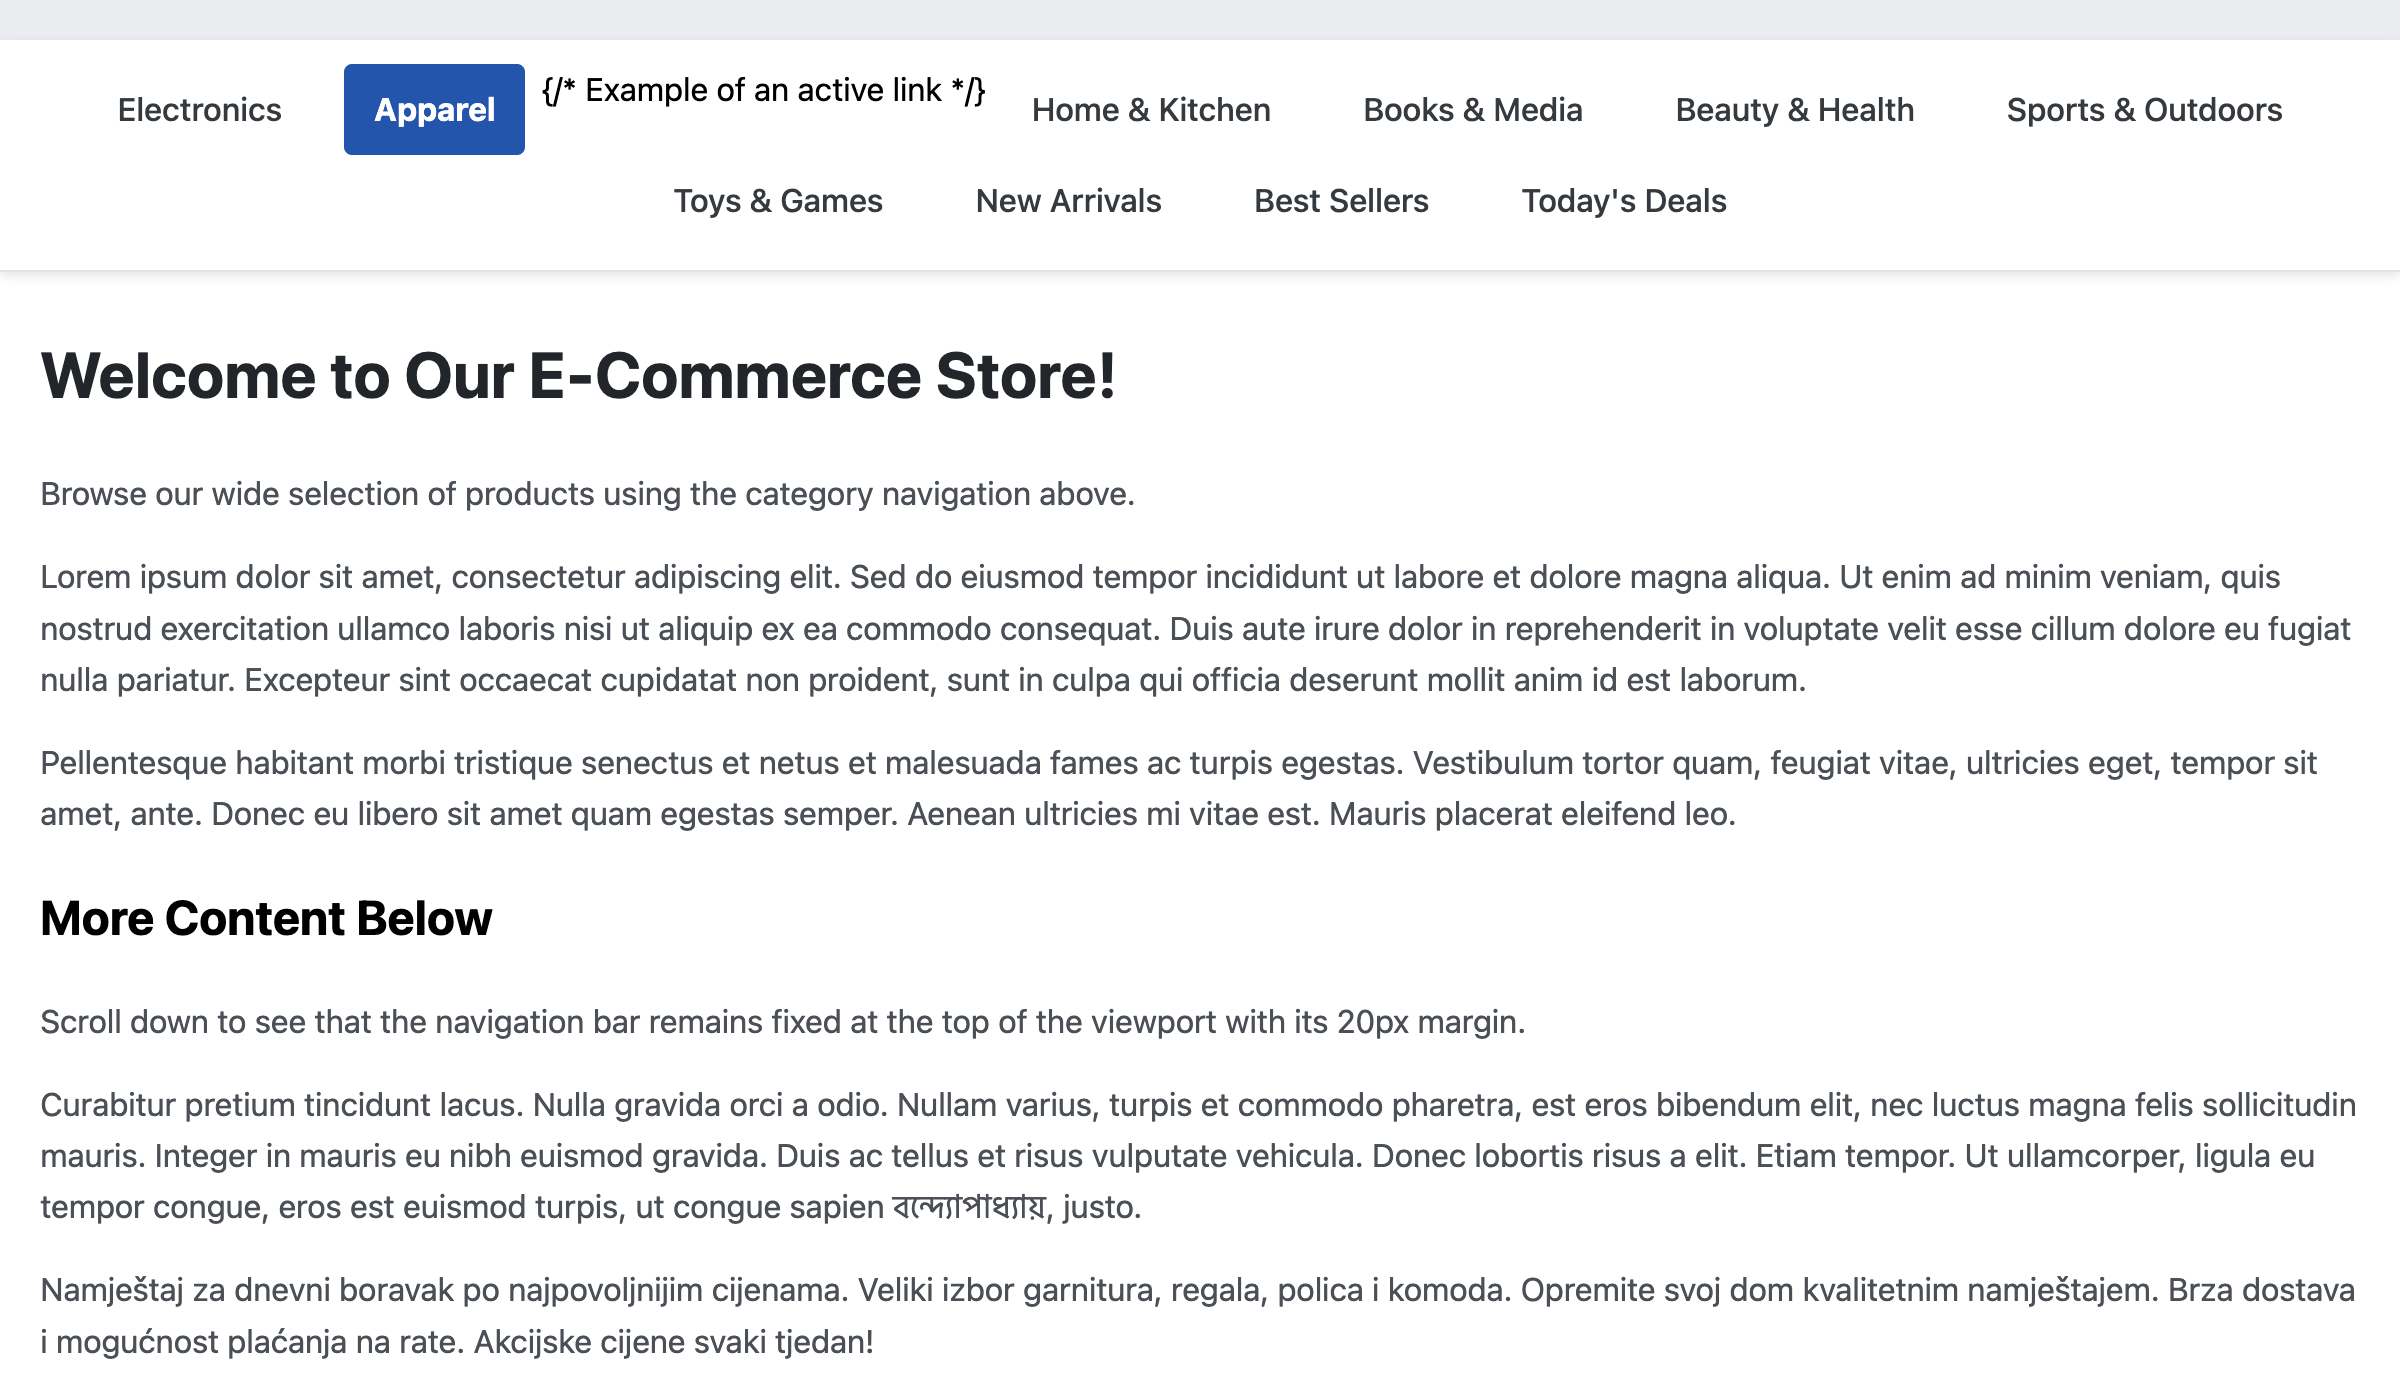 Electronics Apparel {/* Example of an active link */} Home & Kitchen Books & Media Beauty & Health Sports & Outdoors
Toys & Games New Arrivals Best Sellers Today's Deals
Welcome to Our E-Commerce Store!
Browse our wide selection of products using the category navigation above.
Lorem ipsum dolor sit amet, consectetur adipiscing elit. Sed do eiusmod tempor incididunt ut labore et dolore magna aliqua. Ut enim ad minim veniam, quis
nostrud exercitation ullamco laboris nisi ut aliquip ex ea commodo consequat. Duis aute irure dolor in reprehenderit in voluptate velit esse cillum dolore eu fugiat
nulla pariatur. Excepteur sint occaecat cupidatat non proident, sunt in culpa qui officia deserunt mollit anim id est laborum.
Pellentesque habitant morbi tristique senectus et netus et malesuada fames ac turpis egestas. Vestibulum tortor quam, feugiat vitae, ultricies eget, tempor sit
amet, ante. Donec eu libero sit amet quam egestas semper. Aenean ultricies mi vitae est. Mauris placerat eleifend leo.
More Content Below
Scroll down to see that the navigation bar remains fixed at the top of the viewport with its 20px margin.
Curabitur pretium tincidunt lacus. Nulla gravida orci a odio. Nullam varius, turpis et commodo pharetra, est eros bibendum elit, nec luctus magna felis sollicitudin
mauris. Integer in mauris eu nibh euismod gravida. Duis ac tellus et risus vulputate vehicula. Donec lobortis risus a elit. Etiam tempor. Ut ullamcorper, ligula eu
tempor congue, eros est euismod turpis, ut congue sapien বন্দ্যোপাধ্যায়, justo.
Namještaj za dnevni boravak po najpovoljnijim cijenama. Veliki izbor garnitura, regala, polica i komoda. Opremite svoj dom kvalitetnim namještajem. Brza dostava
i mogućnost plaćanja na rate. Akcijske cijene svaki tjedan!